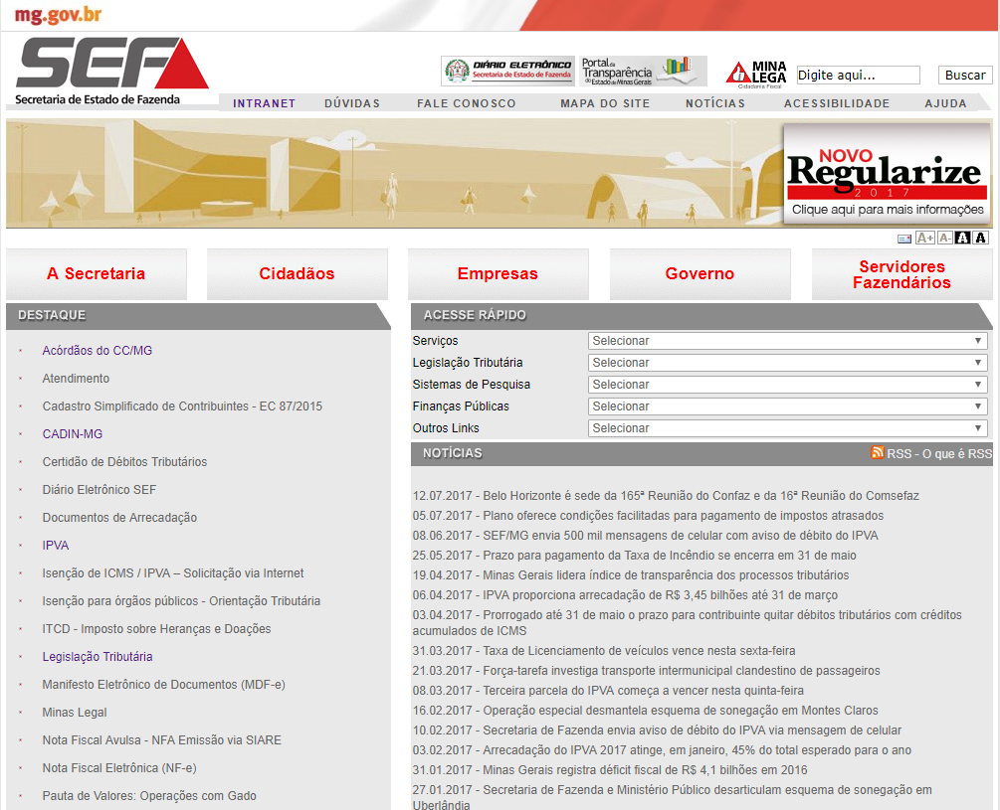 mg.gov.br
SEF
Secretaria de Estado de Fazenda
DIÁRIO ELETRÔNICO
Secretaria de Estado da Fazenda
Portal da
Transparência
do Estado de Minas Gerais
MINAS
LEGAL
Cidadania Fiscal
Digite aqui...
Buscar
INTRANET
DÚVIDAS
FALE CONOSCO
MAPA DO SITE
NOTÍCIAS
ACESSIBILIDADE
AJUDA
NOVO
Regularize
2017
Clique aqui para mais informações
A+
A-
A
A
A Secretaria
Cidadãos
Empresas
Governo
Servidores
Fazendários
DESTAQUE
Acórdãos do CC/MG
Atendimento
Cadastro Simplificado de Contribuintes - EC 87/2015
CADIN-MG
Certidão de Débitos Tributários
Diário Eletrônico SEF
Documentos de Arrecadação
IPVA
Isenção de ICMS / IPVA – Solicitação via Internet
Isenção para órgãos públicos - Orientação Tributária
ITCD - Imposto sobre Heranças e Doações
Legislação Tributária
Manifesto Eletrônico de Documentos (MDF-e)
Minas Legal
Nota Fiscal Avulsa - NFA Emissão via SIARE
Nota Fiscal Eletrônica (NF-e)
Pauta de Valores: Operações com Gado
ACESSE RÁPIDO
Serviços Selecionar
Legislação Tributária Selecionar
Sistemas de Pesquisa Selecionar
Finanças Públicas Selecionar
Outros Links Selecionar
NOTÍCIAS
RSS - O que é RSS
12.07.2017 - Belo Horizonte é sede da 165ª Reunião do Confaz e da 16ª Reunião do Comsefaz
05.07.2017 - Plano oferece condições facilitadas para pagamento de impostos atrasados
08.06.2017 - SEF/MG envia 500 mil mensagens de celular com aviso de débito do IPVA
25.05.2017 - Prazo para pagamento da Taxa de Incêndio se encerra em 31 de maio
19.04.2017 - Minas Gerais lidera índice de transparência dos processos tributários
06.04.2017 - IPVA proporciona arrecadação de R$ 3,45 bilhões até 31 de março
03.04.2017 - Prorrogado até 31 de maio o prazo para contribuinte quitar débitos tributários com créditos
acumulados de ICMS
31.03.2017 - Taxa de Licenciamento de veículos vence nesta sexta-feira
21.03.2017 - Força-tarefa investiga transporte intermunicipal clandestino de passageiros
08.03.2017 - Terceira parcela do IPVA começa a vencer nesta quinta-feira
16.02.2017 - Operação especial desmantela esquema de sonegação em Montes Claros
10.02.2017 - Secretaria de Fazenda envia aviso de débito do IPVA via mensagem de celular
03.02.2017 - Arrecadação do IPVA 2017 atinge, em janeiro, 45% do total esperado para o ano
31.01.2017 - Minas Gerais registra déficit fiscal de R$ 4,1 bilhões em 2016
27.01.2017 - Secretaria de Fazenda e Ministério Público desarticulam esquema de sonegação em
Uberlândia